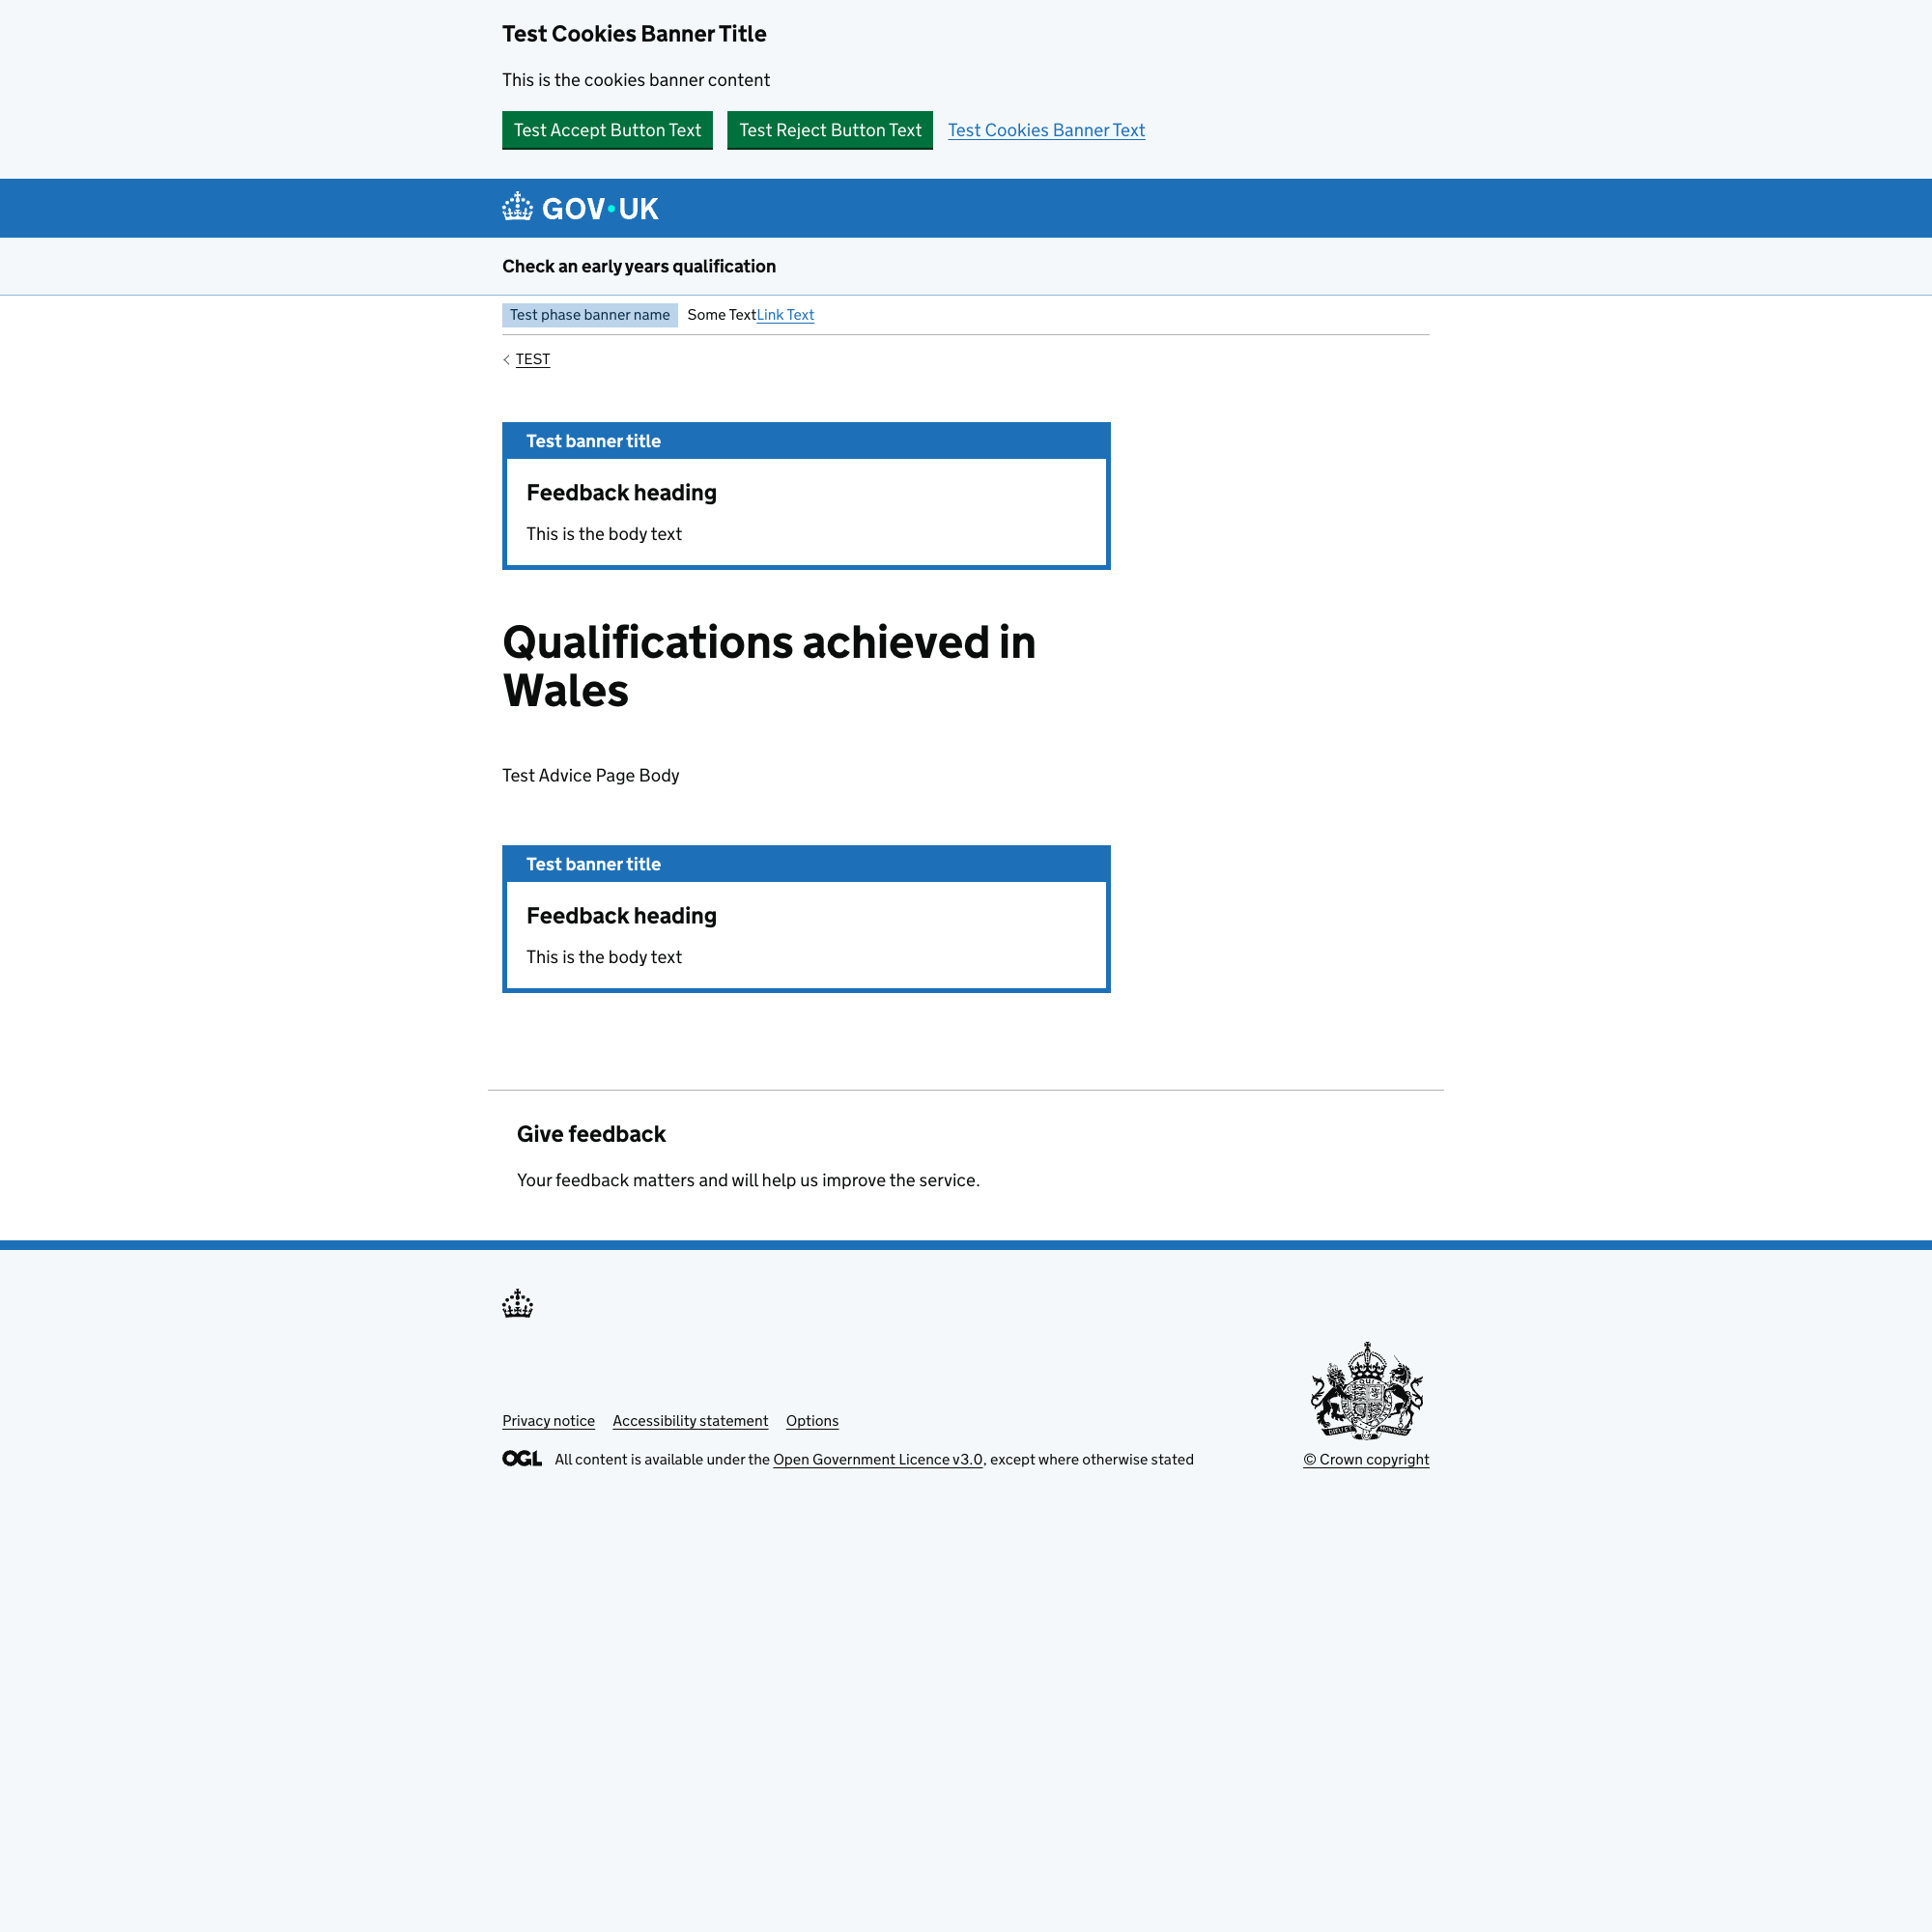 Test Cookies Banner Title
This is the cookies banner content
Test Accept Button Text Test Reject Button Text Test Cookies Banner Text
GOV·UK
Check an early years qualification
Test phase banner name Some TextLink Text
TEST
Test banner title
Feedback heading
This is the body text
Qualifications achieved in
Wales
Test Advice Page Body
Test banner title
Feedback heading
This is the body text
Give feedback
Your feedback matters and will help us improve the service.
Privacy notice Accessibility statement Options
OGL All content is available under the Open Government Licence v3.0, except where otherwise stated
© Crown copyright